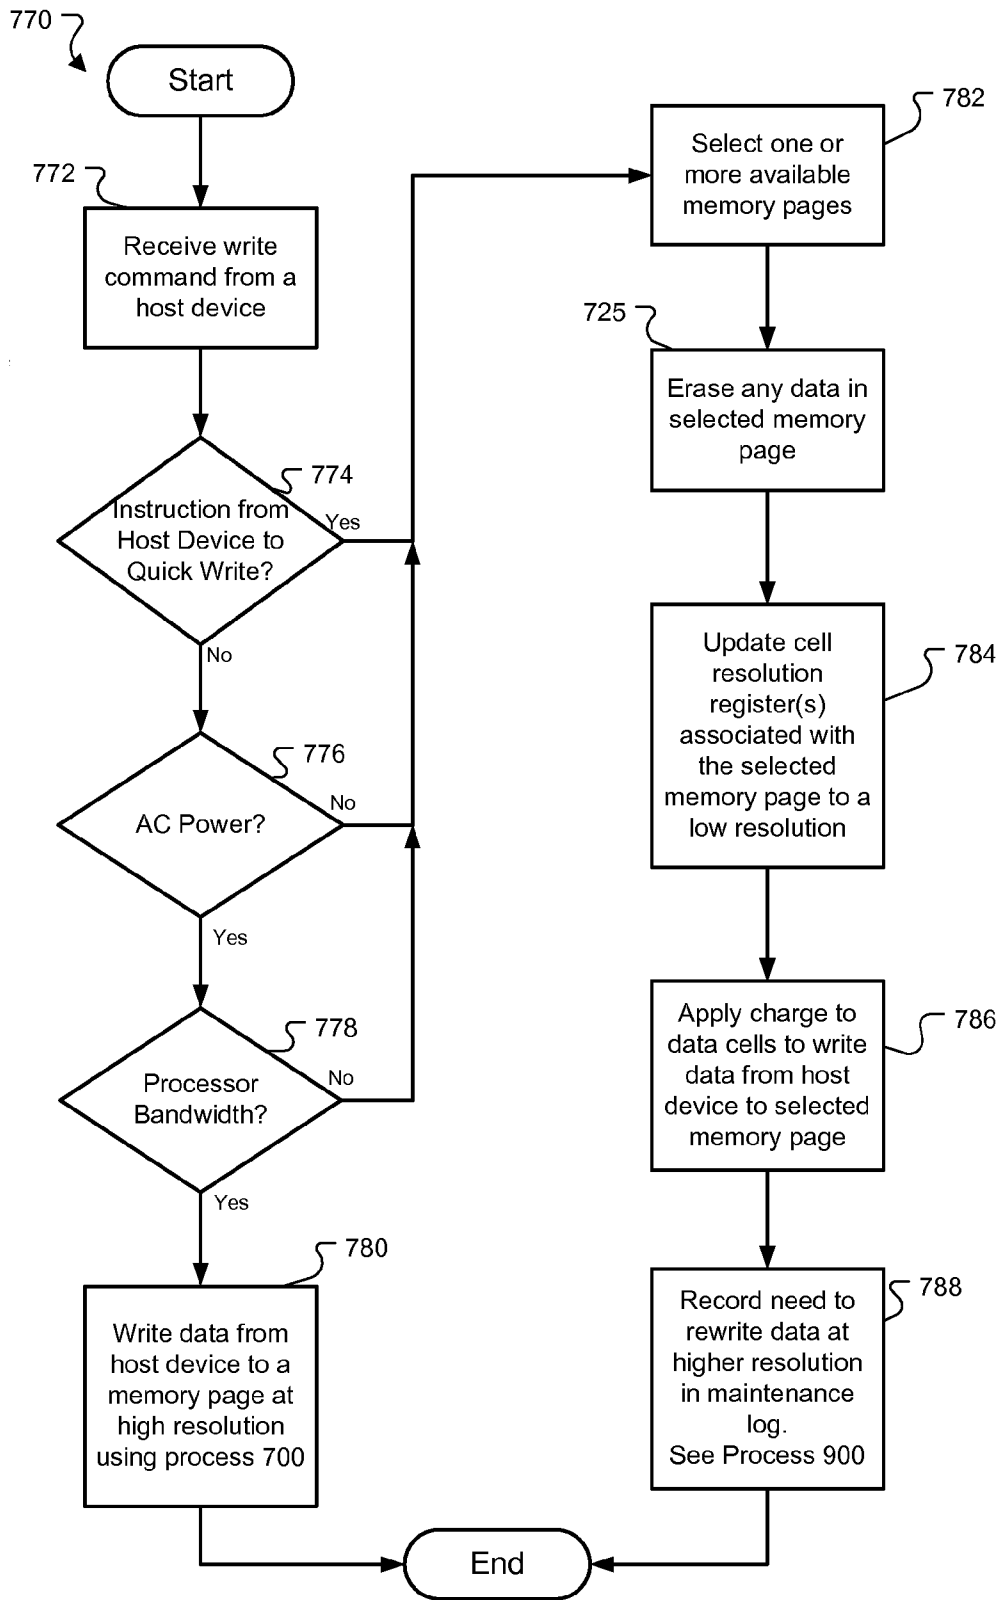 770
Start
772
Receive write
command from a
host device
774
Instruction from
Host Device to
Quick Write?
Yes
No
776
AC Power?
No
Yes
778
Processor
Bandwidth?
No
Yes
780
Write data from
host device to a
memory page at
high resolution
using process 700
782
Select one or
more available
memory pages
725
Erase any data in
selected memory
page
784
Update cell
resolution
register(s)
associated with
the selected
memory page to a
low resolution
786
Apply charge to
data cells to write
data from host
device to selected
memory page
788
Record need to
rewrite data at
higher resolution
in maintenance
log.
See Process 900
End